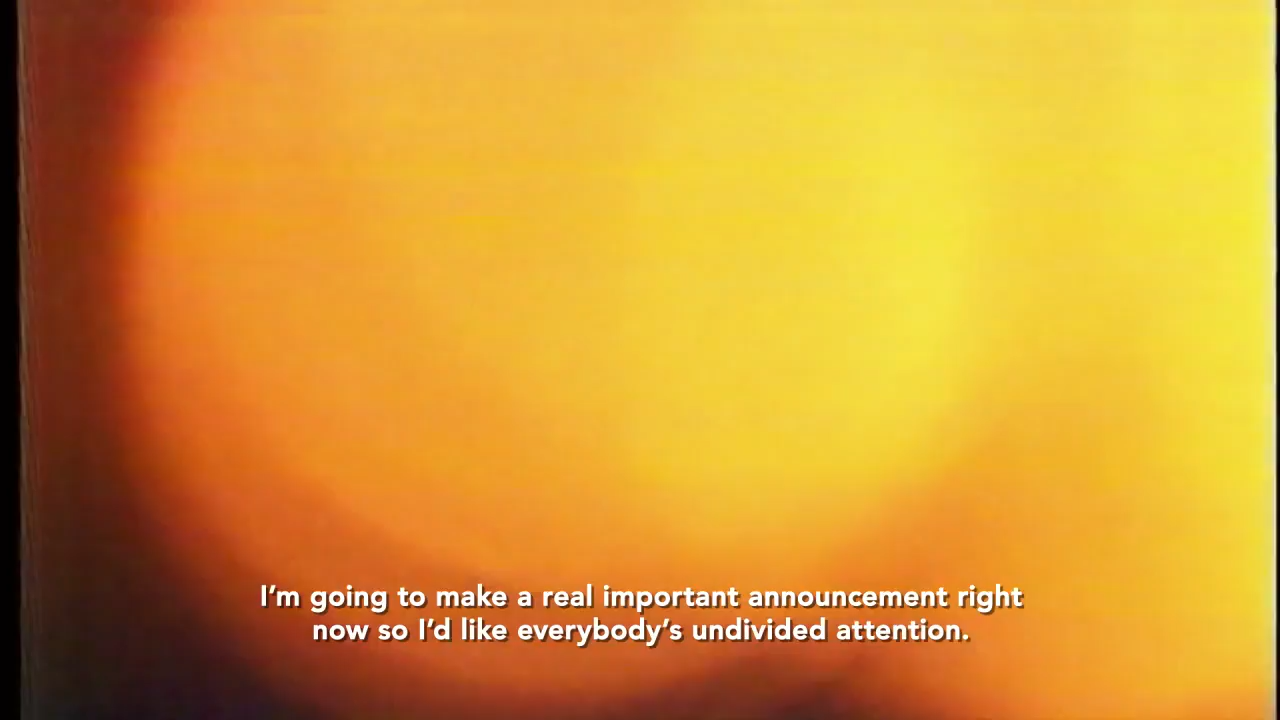 I'm going to make a real important announcement right
now so I'd like everybody's undivided attention.